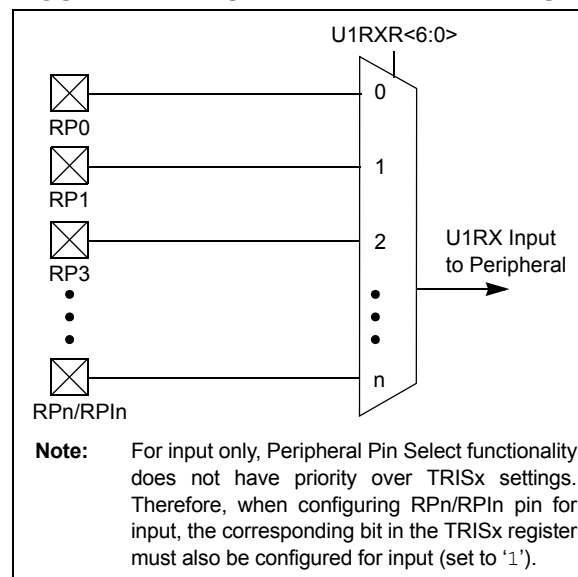 U1RXR<6:0>
0
RP0
1
RP1
2
U1RX Input
to Peripheral
RP3
n
RPn/RPIn
Note: For input only, Peripheral Pin Select functionality
does not have priority over TRISx settings.
Therefore, when configuring RPn/RPIn pin for
input, the corresponding bit in the TRISx register
must also be configured for input (set to ‘1’).